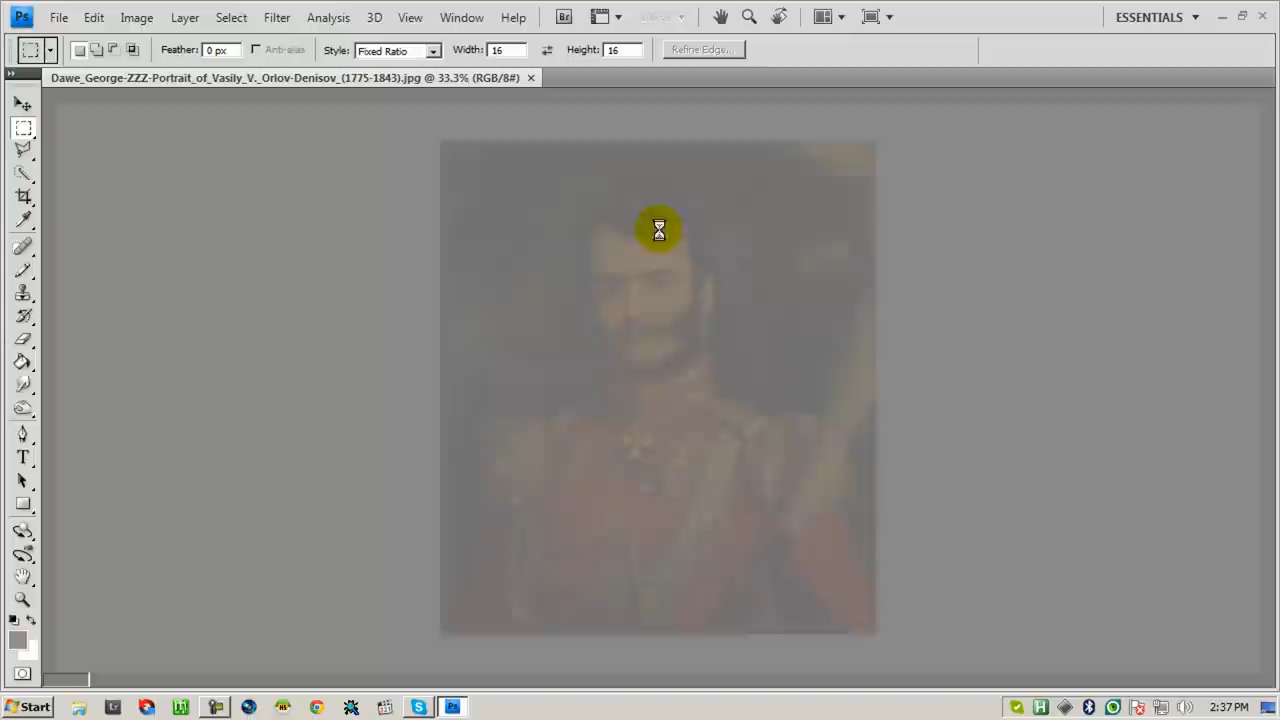 Ps File Edit Image Layer Select Filter Analysis 3D View Window Help Br ESSENTIALS
Feather: 0 px Anti-alias Style: Fixed Ratio Width: 16 Height: 16 Refine Edge...
Dawe_George-ZZZ-Portrait_of_Vasily_V._Orlov-Denisov_(1775-1843).jpg @ 33,3% (RGB/8#)
T
Start Lr Ps 2:37 PM